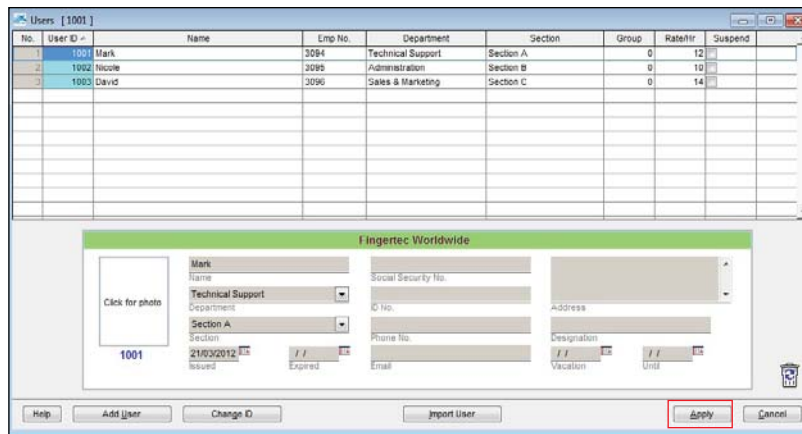 Users [ 1001 ]
No. User ID Name Emp No. Department Section Group Rate/Hr Suspend
1 1001 Mark 3094 Technical Support Section A 0 12
2 1002 Nicole 3095 Administration Section B 0 10
3 1003 David 3096 Sales & Marketing Section C 0 14
Fingertec Worldwide
Click for photo
1001
Mark
Name
Technical Support
Department
Section A
Section
21/03/2012
Issued
/ /
Expired
Social Security No.
ID No.
Phone No.
Email
Address
Designation
/ /
Vacation
/ /
Until
Help Add User Change ID Import User Apply Cancel